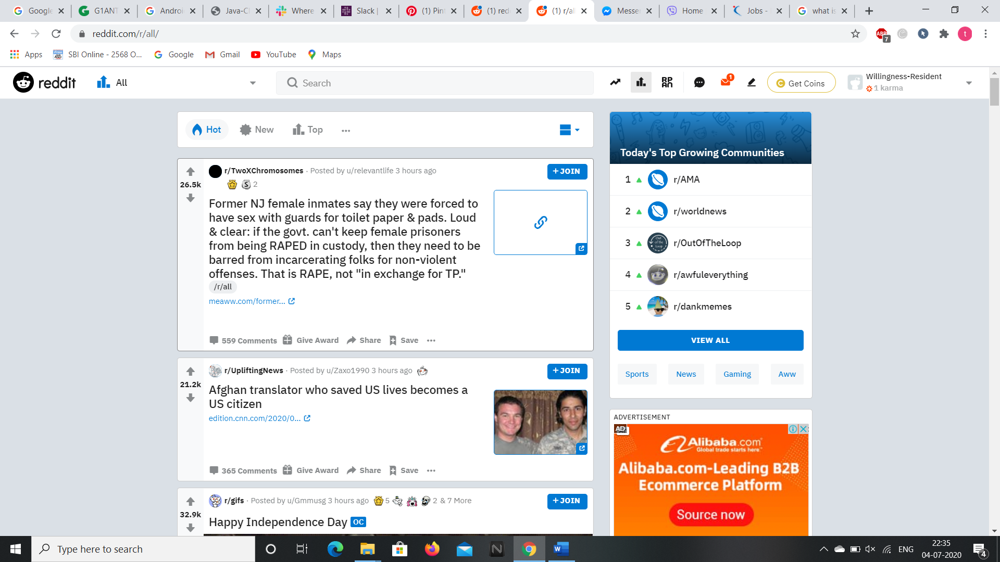 Google
G1ANT
Androi
Java-Cl
Where
Slack |
(1) Pin
(1) red
(1) r/al
Messe
Home
Jobs -
what is
reddit.com/r/all/
ABP
7
t
Apps
SBI Online - 2568 O...
Google
Gmail
YouTube
Maps
reddit
All
Search
1
Get Coins
Willingness-Resident
1 karma
Hot
New
Top
Today's Top Growing Communities
1 r/AMA
2 r/worldnews
3 r/OutOfTheLoop
4 r/awfuleverything
5 r/dankmemes
VIEW ALL
Sports News Gaming Aww
26.5k
r/TwoXChromosomes · Posted by u/relevantlife 3 hours ago
+ JOIN
S 2
Former NJ female inmates say they were forced to
have sex with guards for toilet paper & pads. Loud
& clear: if the govt. can't keep female prisoners
from being RAPED in custody, then they need to be
barred from incarcerating folks for non-violent
offenses. That is RAPE, not "in exchange for TP."
/r/all
meaww.com/former...
559 Comments Give Award Share Save
21.2k
r/UpliftingNews · Posted by u/Zaxo1990 3 hours ago
+ JOIN
Afghan translator who saved US lives becomes a
US citizen
edition.cnn.com/2020/0...
365 Comments Give Award Share Save
32.9k
r/gifs · Posted by u/Gmmusg 3 hours ago 5 2 & 7 More
+ JOIN
Happy Independence Day OC
ADVERTISEMENT
AD
Alibaba.com
Global trade starts here.
Alibaba.com-Leading B2B
Ecommerce Platform
Source now
Type here to search
ENG
22:35
04-07-2020
4